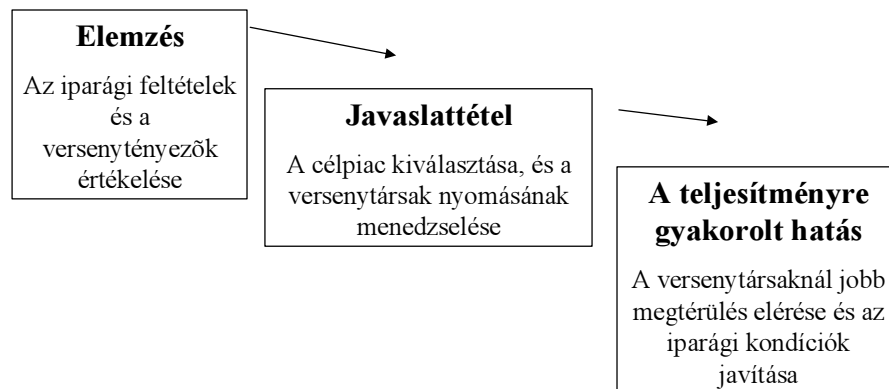 Elemzés
Az iparági feltételek
és a
versenytényezõk
értékelése
Javaslattétel
A célpiac kiválasztása, és a
versenytársak nyomásának
menedzselése
A teljesítményre
gyakorolt hatás
A versenytársaknál jobb
megtérülés elérése és az
iparági kondíciók
javítása